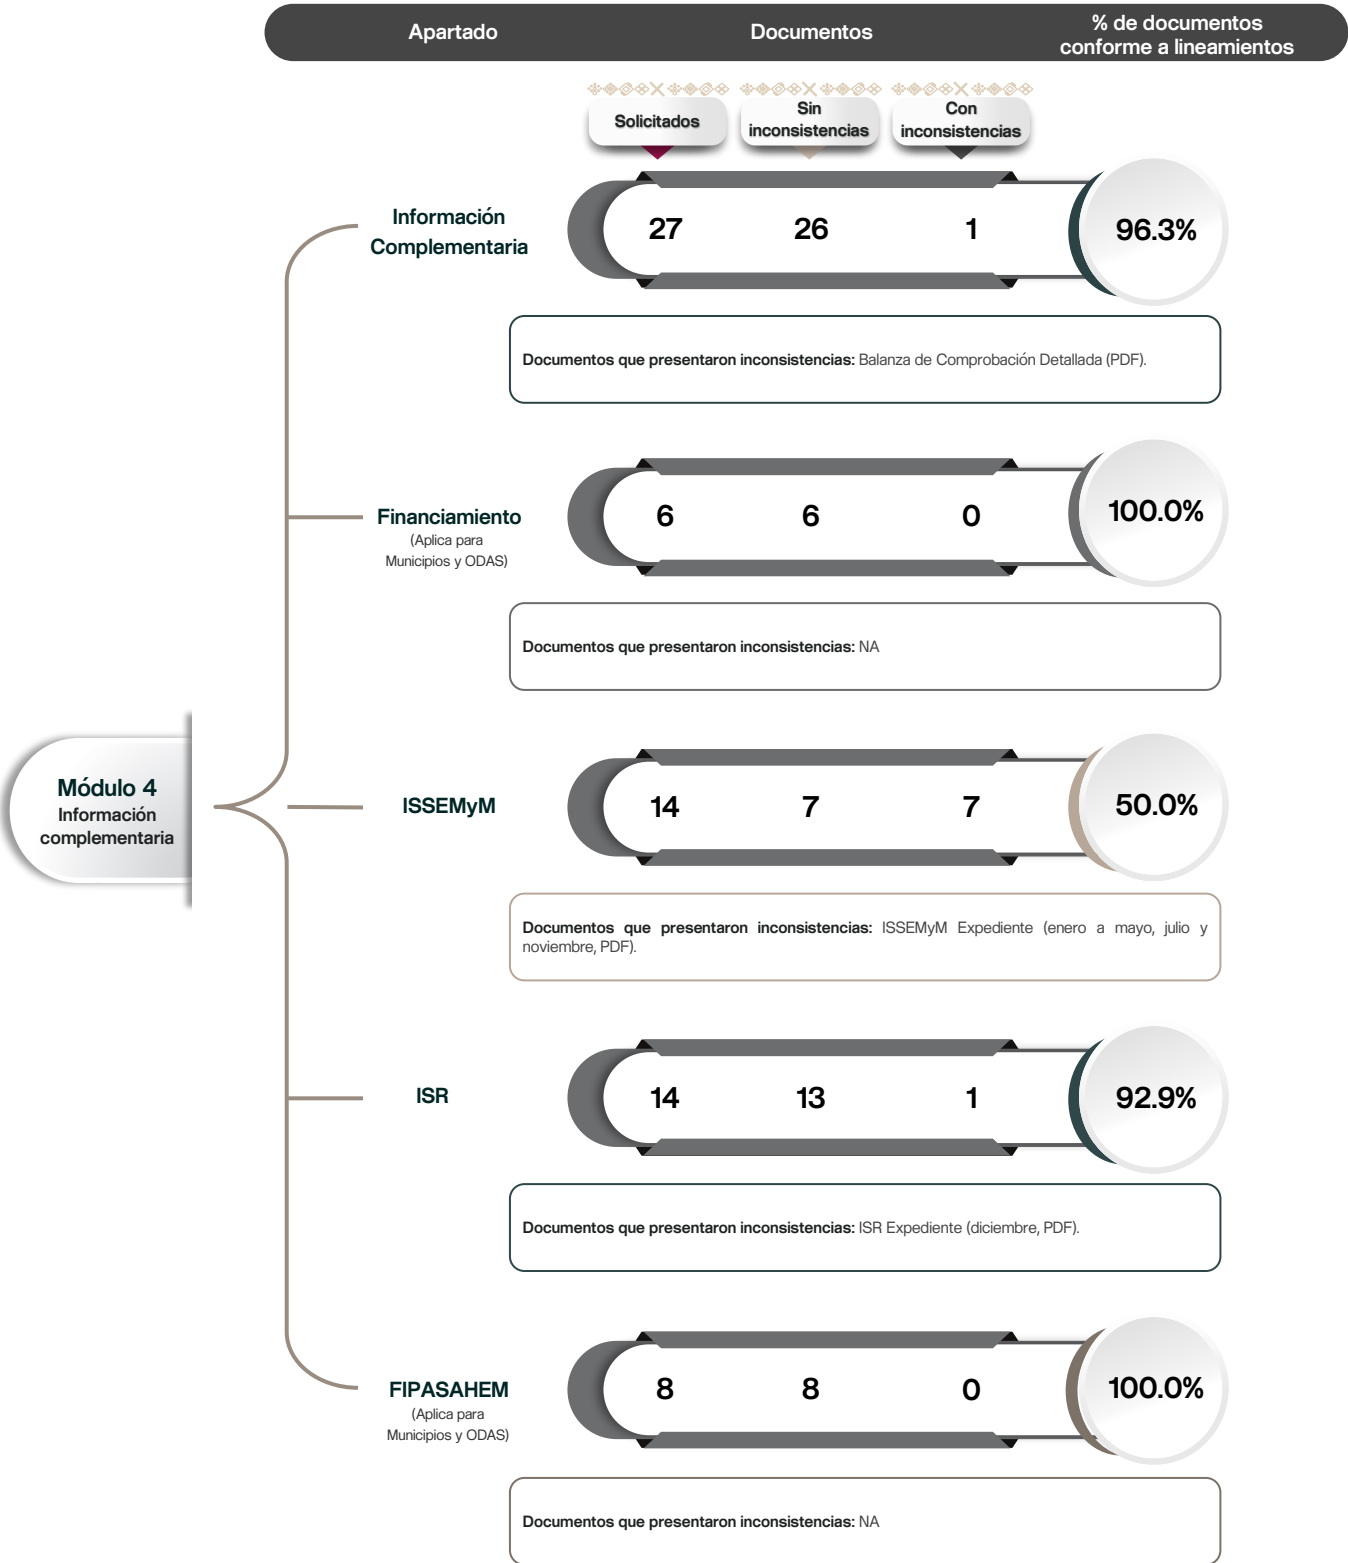 Apartado
Documentos
% de documentos
conforme a lineamientos
Solicitados
Sin
inconsistencias
Con
inconsistencias
Información
Complementaria
27
26
1
96.3%
Documentos que presentaron inconsistencias: Balanza de Comprobación Detallada (PDF).
Financiamiento
(Aplica para
Municipios y ODAS)
6
6
0
100.0%
Documentos que presentaron inconsistencias: NA
Módulo 4
Información
complementaria
ISSEMyM
14
7
7
50.0%
Documentos que presentaron inconsistencias: ISSEMyM Expediente (enero a mayo, julio y
noviembre, PDF).
ISR
14
13
1
92.9%
Documentos que presentaron inconsistencias: ISR Expediente (diciembre, PDF).
FIPASAHEM
(Aplica para
Municipios y ODAS)
8
8
0
100.0%
Documentos que presentaron inconsistencias: NA